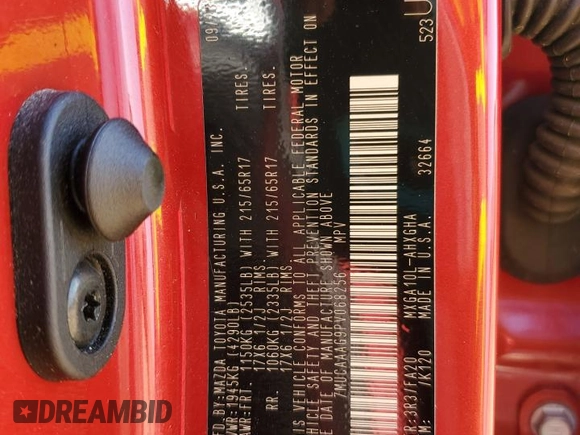 MFD.BY:MAZDA TOYOTA MANUFACTURING U.S.A. INC. 09/
GVWR:1945KG (4290LB)
GAWR:FRT. 1150KG (2535LB) WITH 215/65R17 TIRES.
17X6 1/2J RIMS.
RR. 1060KG (2335LB) WITH 215/65R17 TIRES.
17X6 1/2J RIMS.
THIS VEHICLE CONFORMS TO ALL APPLICABLE FEDERAL MOTOR
VEHICLE SAFETY AND THEFT PREVENTION STANDARDS IN EFFECT ON
THE DATE OF MANUFACTURE SHOWN ABOVE.
MPV
523
:3R3/FA20 MXGA10L-AHXGHA 32664
/K120 MADE IN U.S.A.
DREAMBID